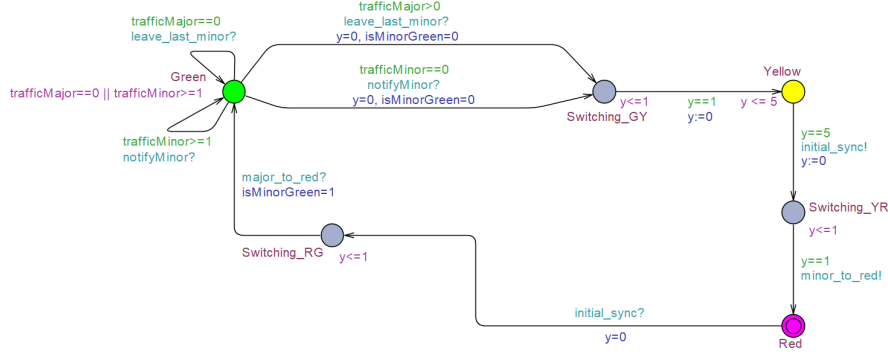 trafficMajor==0
leave_last_minor?
Green
trafficMajor==0 || trafficMinor>=1
trafficMinor>=1
notifyMinor?
trafficMajor>0
leave_last_minor?
y=0, isMinorGreen=0
trafficMinor==0
notifyMinor?
y=0, isMinorGreen=0
Switching_GY
y<=1
y==1
y:=0
Yellow
y <= 5
y==5
initial_sync!
y:=0
Switching_YR
y<=1
y==1
minor_to_red!
Red
initial_sync?
y=0
Switching_RG
y<=1
major_to_red?
isMinorGreen=1